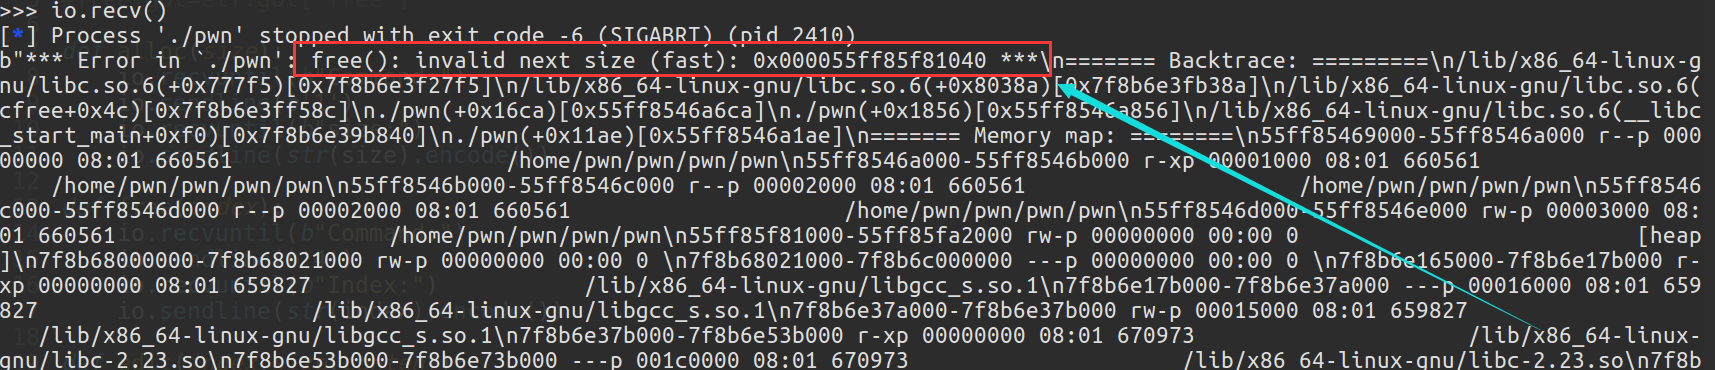 >>> io.recv()
[*] Process './pwn' stopped with exit code -6 (SIGABRT) (pid 2410)
b"*** Error in `./pwn': free(): invalid next size (fast): 0x000055ff85f81040 ***\n======= Backtrace: =========\n/lib/x86_64-linux-g
nu/libc.so.6(+0x777f5)[0x7f8b6e3f27f5]\n/lib/x86_64-linux-gnu/libc.so.6(+0x8038a)[0x7f8b6e3fb38a]\n/lib/x86_64-linux-gnu/libc.so.6(
cfree+0x4c)[0x7f8b6e3ff58c]\n./pwn(+0x16ca)[0x55ff8546a6ca]\n./pwn(+0x1856)[0x55ff8546a856]\n/lib/x86_64-linux-gnu/libc.so.6(__libc
_start_main+0xf0)[0x7f8b6e39b840]\n./pwn(+0x11ae)[0x55ff8546a1ae]\n======= Memory map: ========\n55ff85469000-55ff8546a000 r--p 000
00000 08:01 660561 /home/pwn/pwn/pwn/pwn\n55ff8546a000-55ff8546b000 r-xp 00001000 08:01 660561
/home/pwn/pwn/pwn/pwn\n55ff8546b000-55ff8546c000 r--p 00002000 08:01 660561 /home/pwn/pwn/pwn/pwn\n55ff8546
c000-55ff8546d000 r--p 00002000 08:01 660561 /home/pwn/pwn/pwn/pwn\n55ff8546d000-55ff8546e000 rw-p 00003000 08:
01 660561 /home/pwn/pwn/pwn/pwn\n55ff85f81000-55ff85fa2000 rw-p 00000000 00:00 0 [heap
]\n7f8b68000000-7f8b68021000 rw-p 00000000 00:00 0 \n7f8b68021000-7f8b6c000000 ---p 00000000 00:00 0 \n7f8b6e165000-7f8b6e17b000 r-
xp 00000000 08:01 659827 /lib/x86_64-linux-gnu/libgcc_s.so.1\n7f8b6e17b000-7f8b6e37a000 ---p 00016000 08:01 659
827 /lib/x86_64-linux-gnu/libgcc_s.so.1\n7f8b6e37a000-7f8b6e37b000 rw-p 00015000 08:01 659827
/lib/x86_64-linux-gnu/libgcc_s.so.1\n7f8b6e37b000-7f8b6e53b000 r-xp 00000000 08:01 670973 /lib/x86_64-linux-
gnu/libc-2.23.so\n7f8b6e53b000-7f8b6e73b000 ---p 001c0000 08:01 670973 /lib/x86_64-linux-gnu/libc-2.23.so\n7f8b